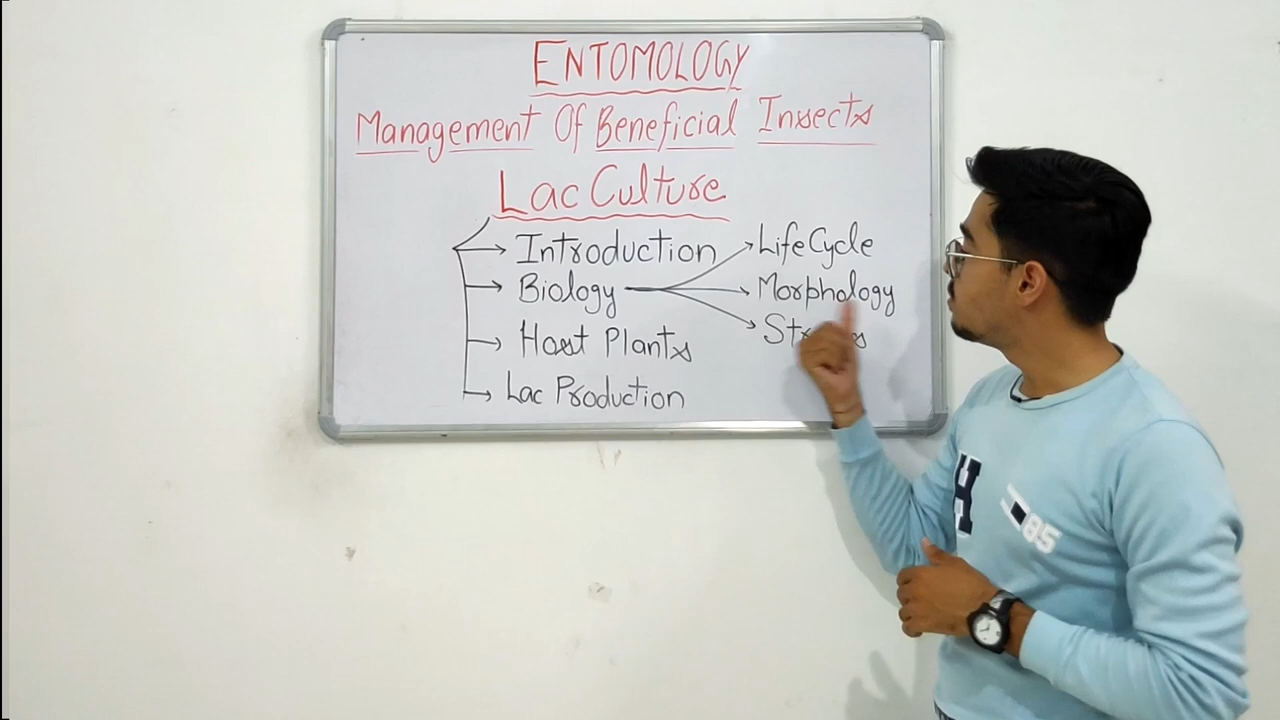 ENTOMOLOGY
Management Of Beneficial Insects
Lac Culture
Introduction
Biology
Host Plants
Lac Production
Life Cycle
Morphology
H
85